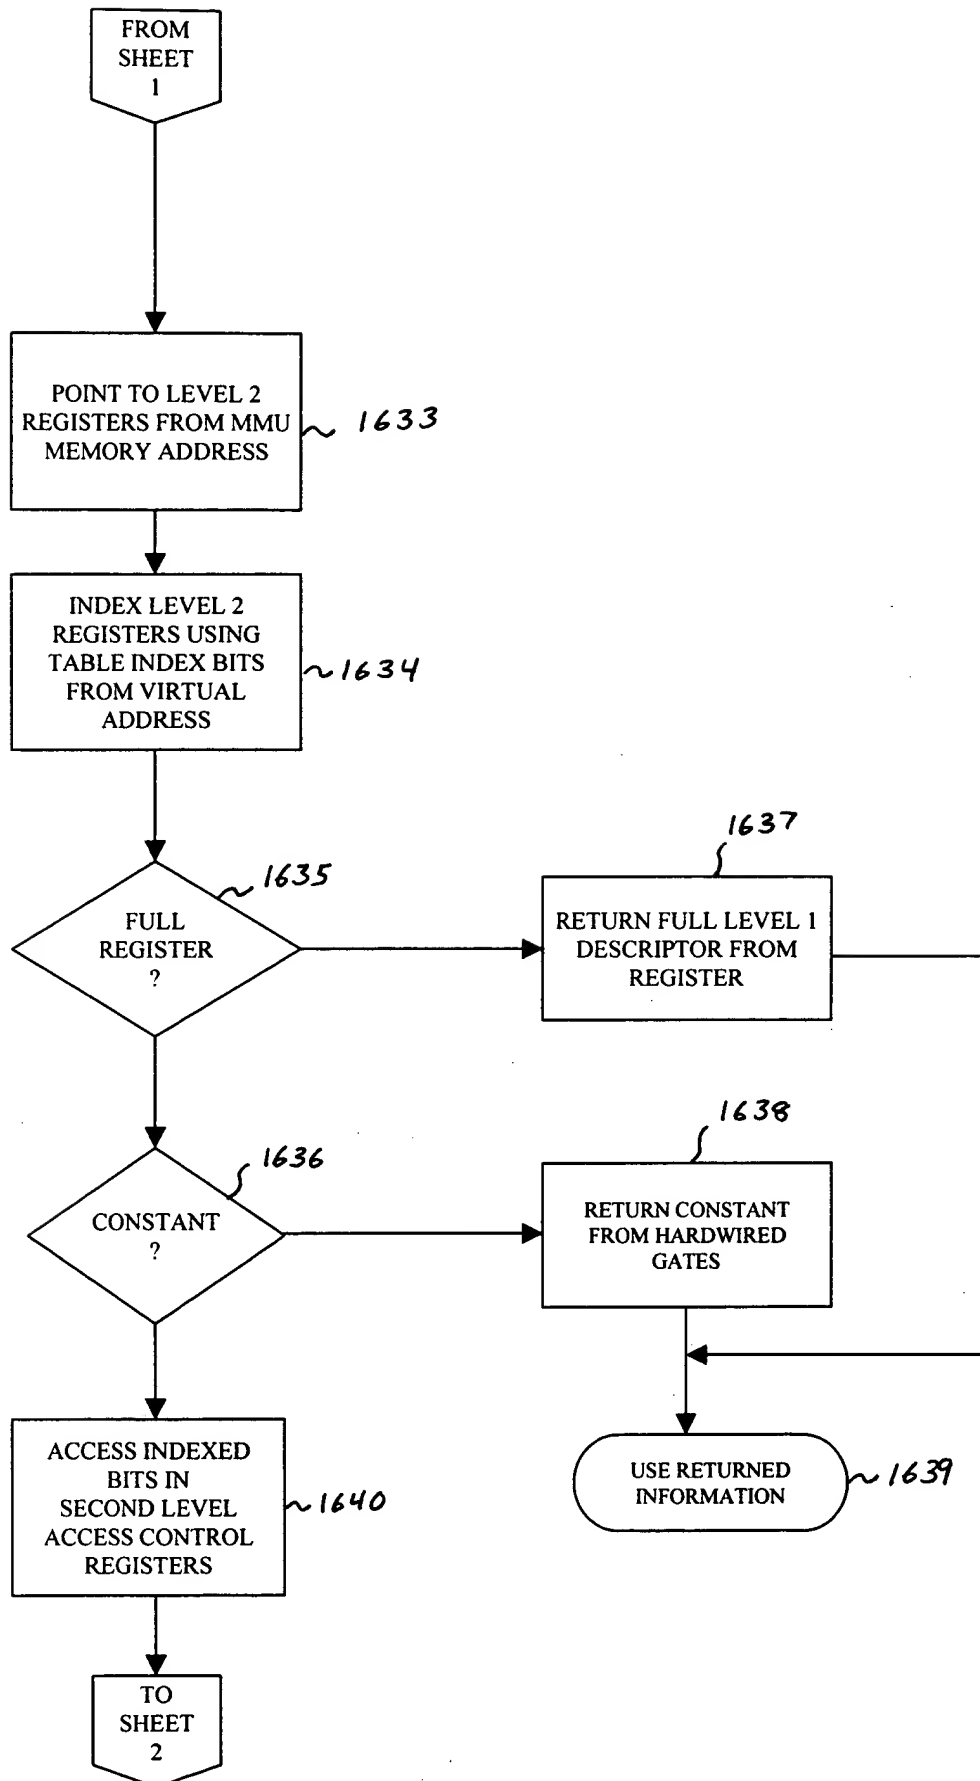 FROM
SHEET
1
POINT TO LEVEL 2
REGISTERS FROM MMU
MEMORY ADDRESS
1633
INDEX LEVEL 2
REGISTERS USING
TABLE INDEX BITS
FROM VIRTUAL
ADDRESS
1634
FULL
REGISTER
?
1635
RETURN FULL LEVEL 1
DESCRIPTOR FROM
REGISTER
1637
CONSTANT
?
1636
RETURN CONSTANT
FROM HARDWIRED
GATES
1638
USE RETURNED
INFORMATION
1639
ACCESS INDEXED
BITS IN
SECOND LEVEL
ACCESS CONTROL
REGISTERS
1640
TO
SHEET
2